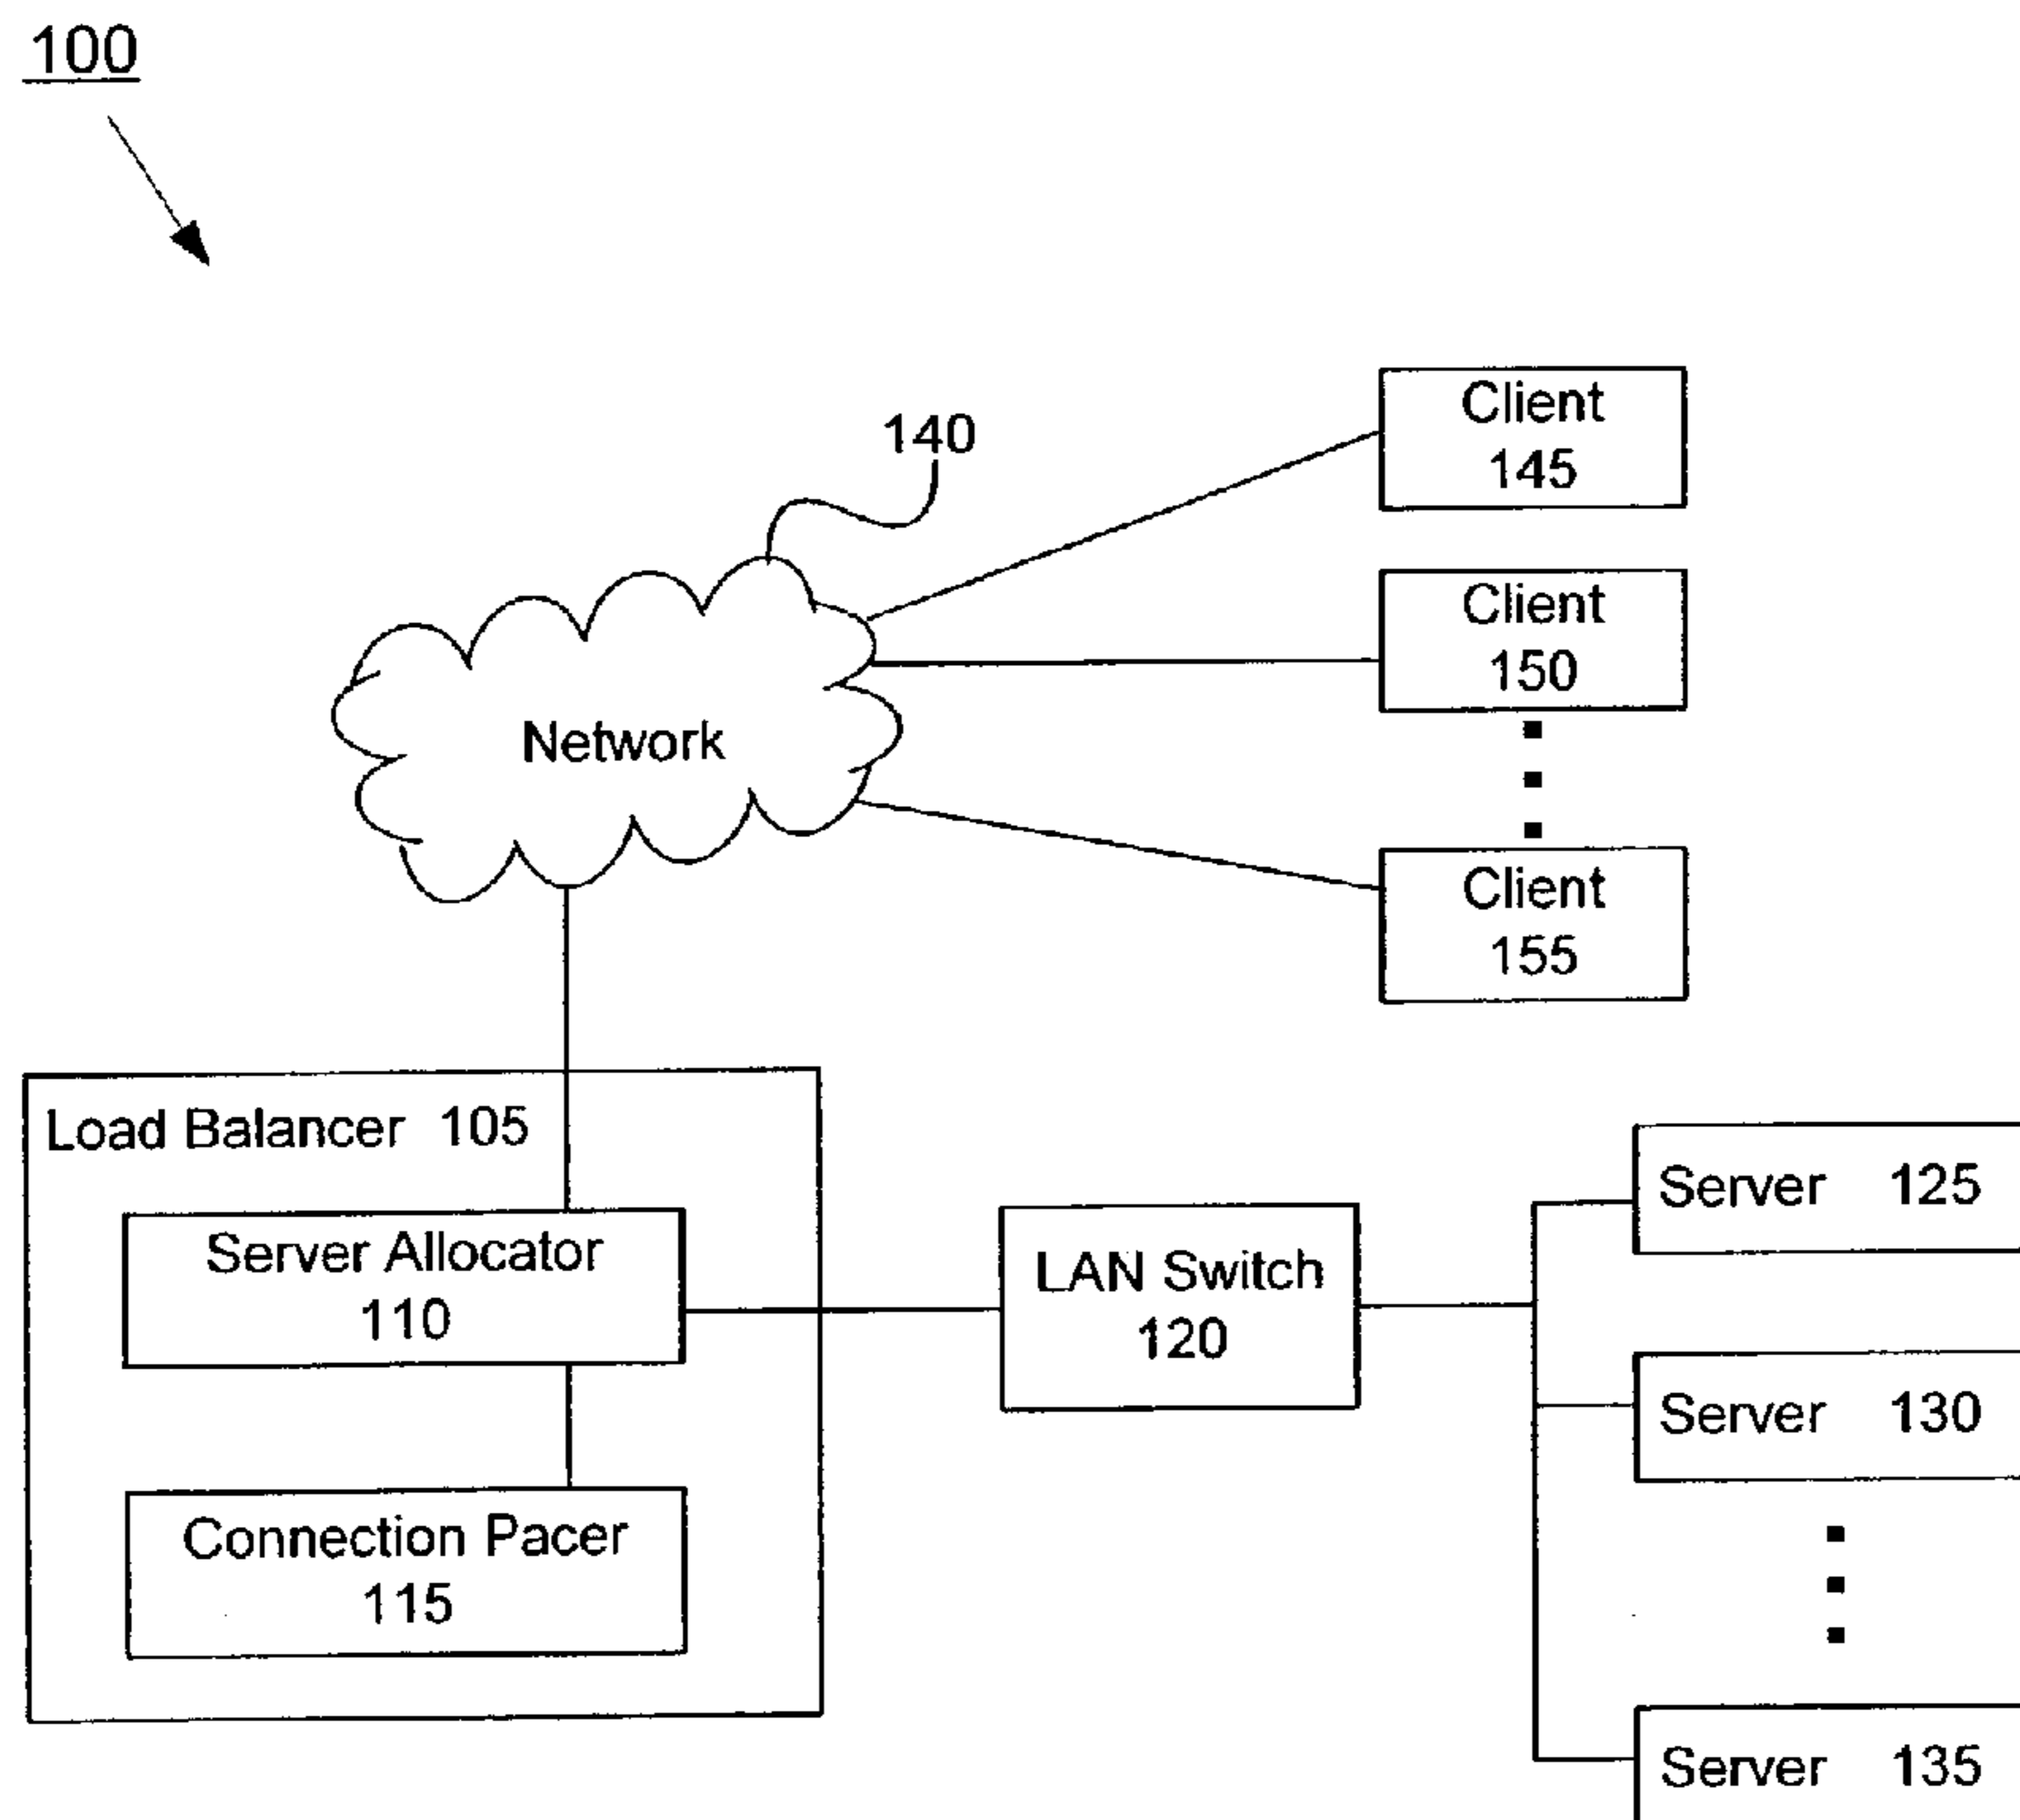 100
140
Client
145
Client
150
Network
Client
155
Load Balancer 105
Server Allocator
110
LAN Switch
120
Server 125
Server 130
Connection Pacer
115
Server 135